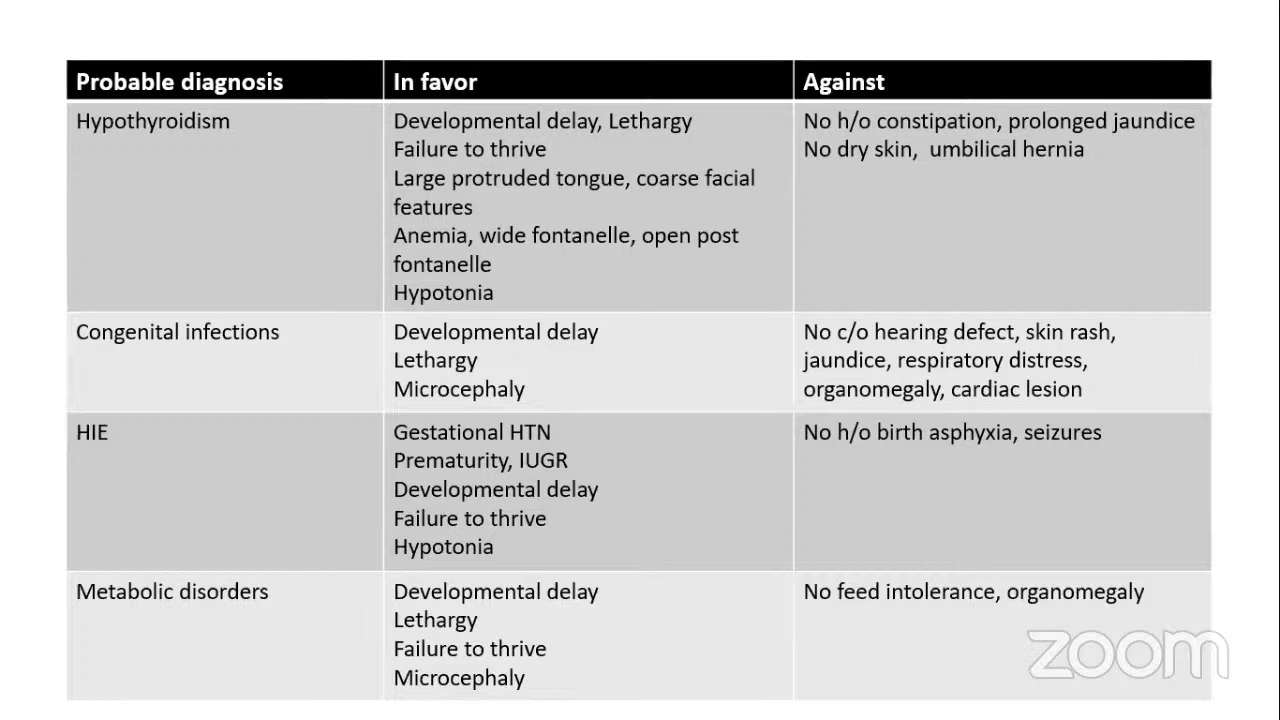 Probable diagnosis In favor Against
Hypothyroidism
Developmental delay, Lethargy
Failure to thrive
Large protruded tongue, coarse facial
features
Anemia, wide fontanelle, open post
fontanelle
Hypotonia
No h/o constipation, prolonged jaundice
No dry skin, umbilical hernia
Congenital infections
Developmental delay
Lethargy
Microcephaly
No c/o hearing defect, skin rash,
jaundice, respiratory distress,
organomegaly, cardiac lesion
HIE
Gestational HTN
Prematurity, IUGR
Developmental delay
Failure to thrive
Hypotonia
No h/o birth asphyxia, seizures
Metabolic disorders
Developmental delay
Lethargy
Failure to thrive
Microcephaly
No feed intolerance, organomegaly
zoom